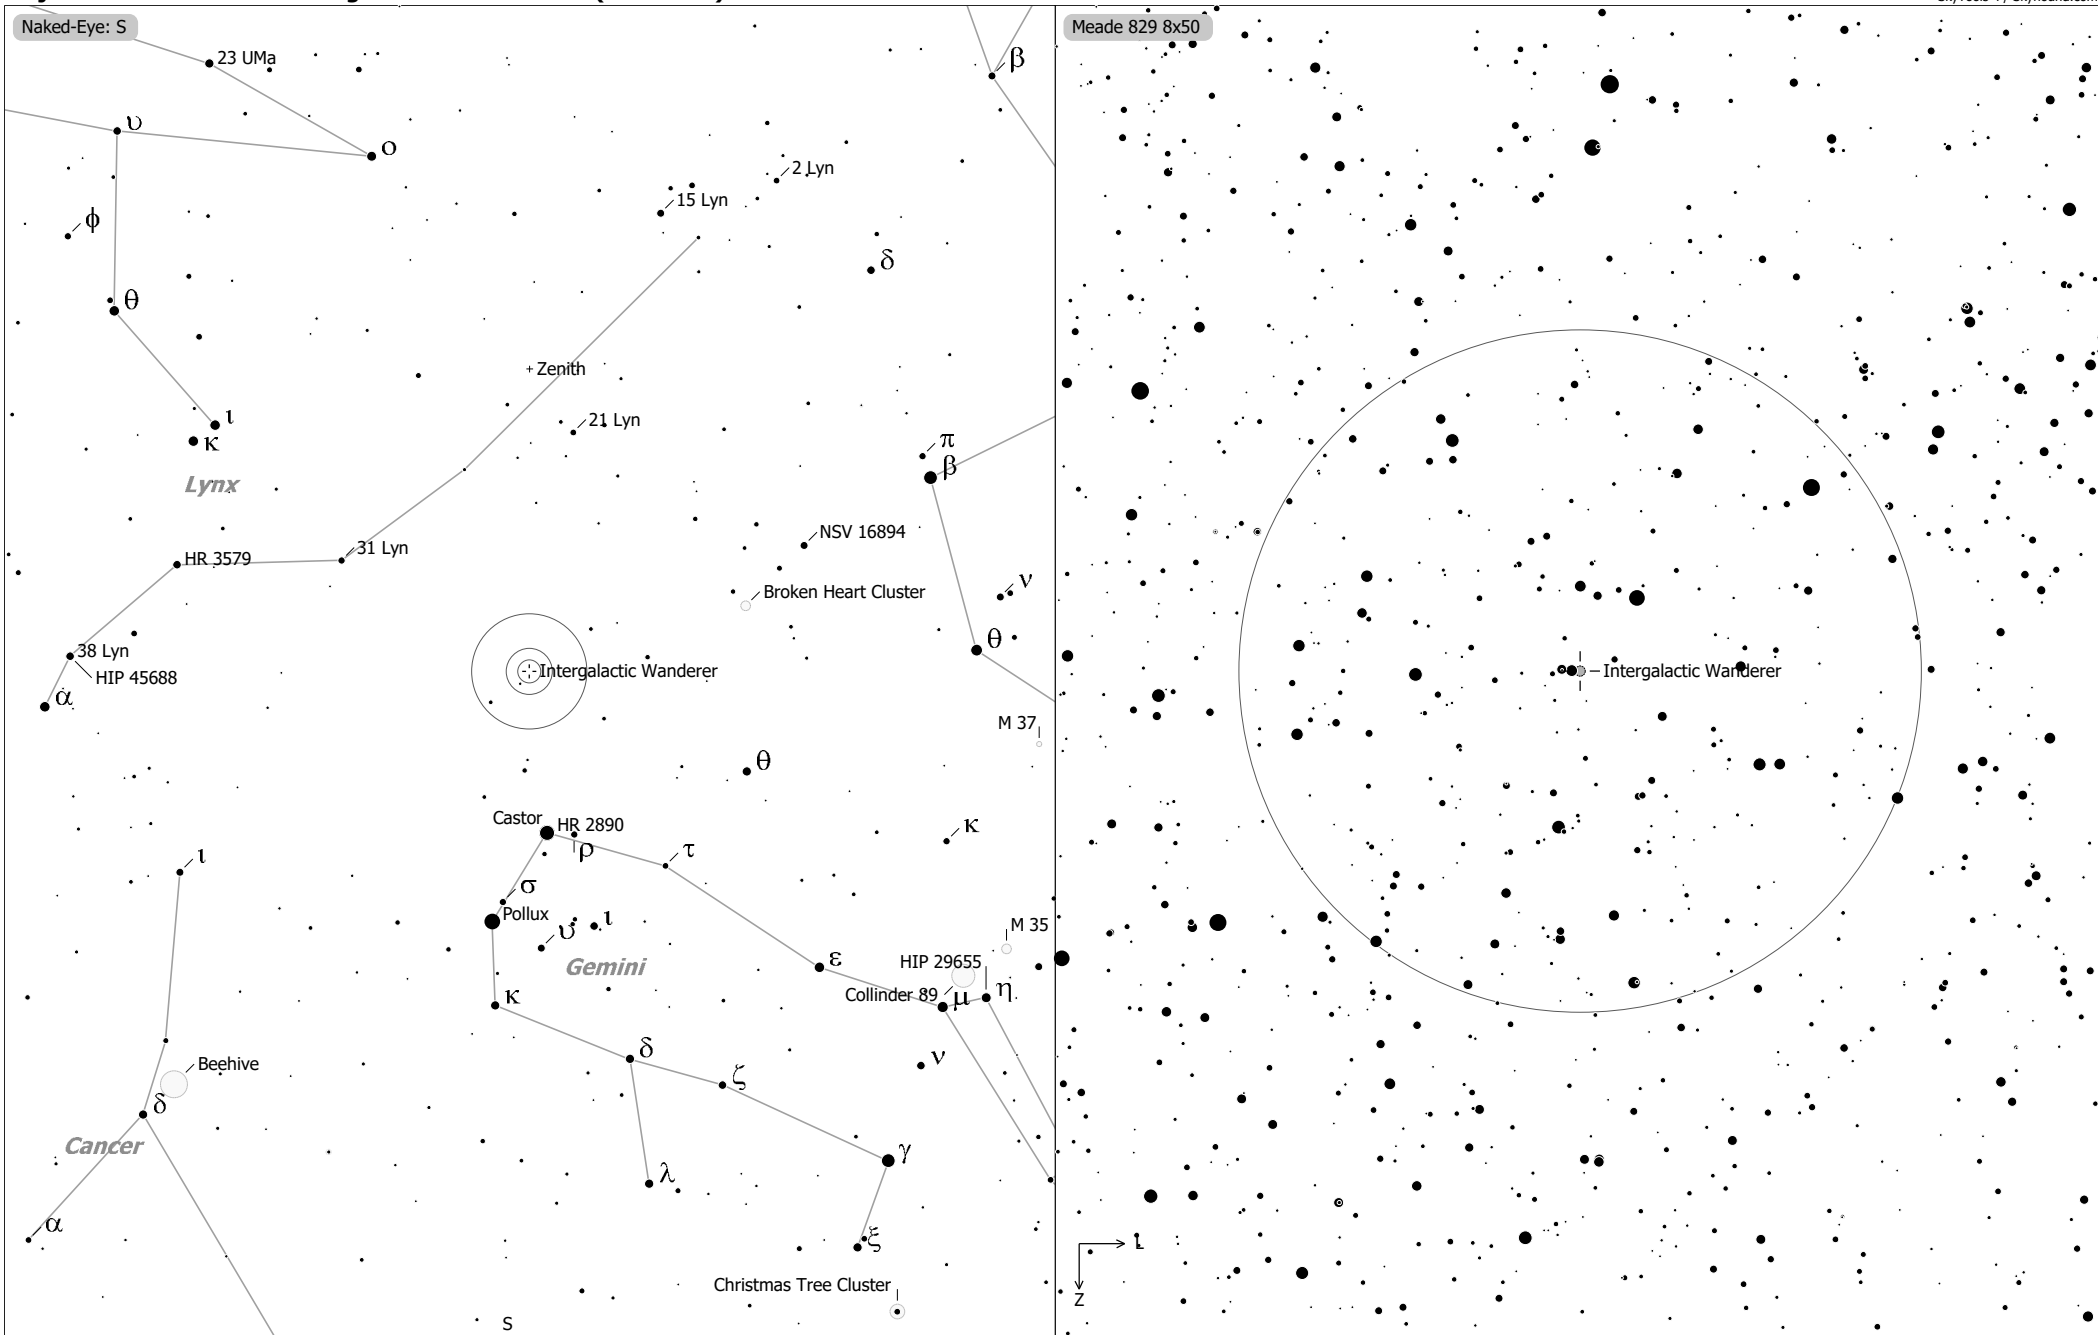 Naked-Eye: S
23 UMa
β
υ
ο
2 Lyn
15 Lyn
φ
δ
θ
Zenith
ι
21 Lyn
κ
π
β
Lynx
NSV 16894
31 Lyn
HR 3579
ν
Broken Heart Cluster
θ
38 Lyn
HIP 45688
Intergalactic Wanderer
α
M 37
θ
Castor
HR 2890
κ
ρ
τ
ι
σ
Pollux
ι
υ
M 35
ε
HIP 29655
Gemini
Collinder 89
μ
η
κ
δ
ν
Beehive
ζ
δ
Cancer
γ
λ
α
ξ
Christmas Tree Cluster
S
Meade 829 8x50
Intergalactic Wanderer
L
Z